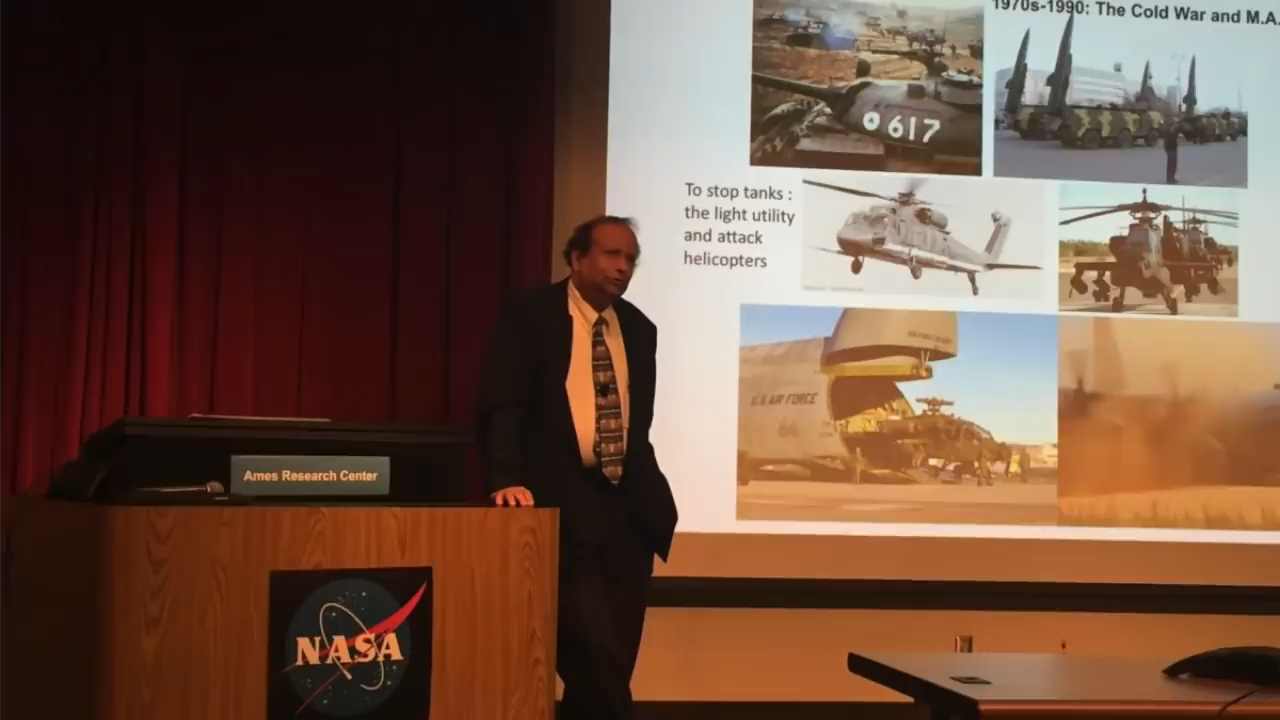 1970s-1990: The Cold War and M.A.
617
To stop tanks :
the light utility
and attack
helicopters
U.S. AIR FORCE
Ames Research Center
NASA